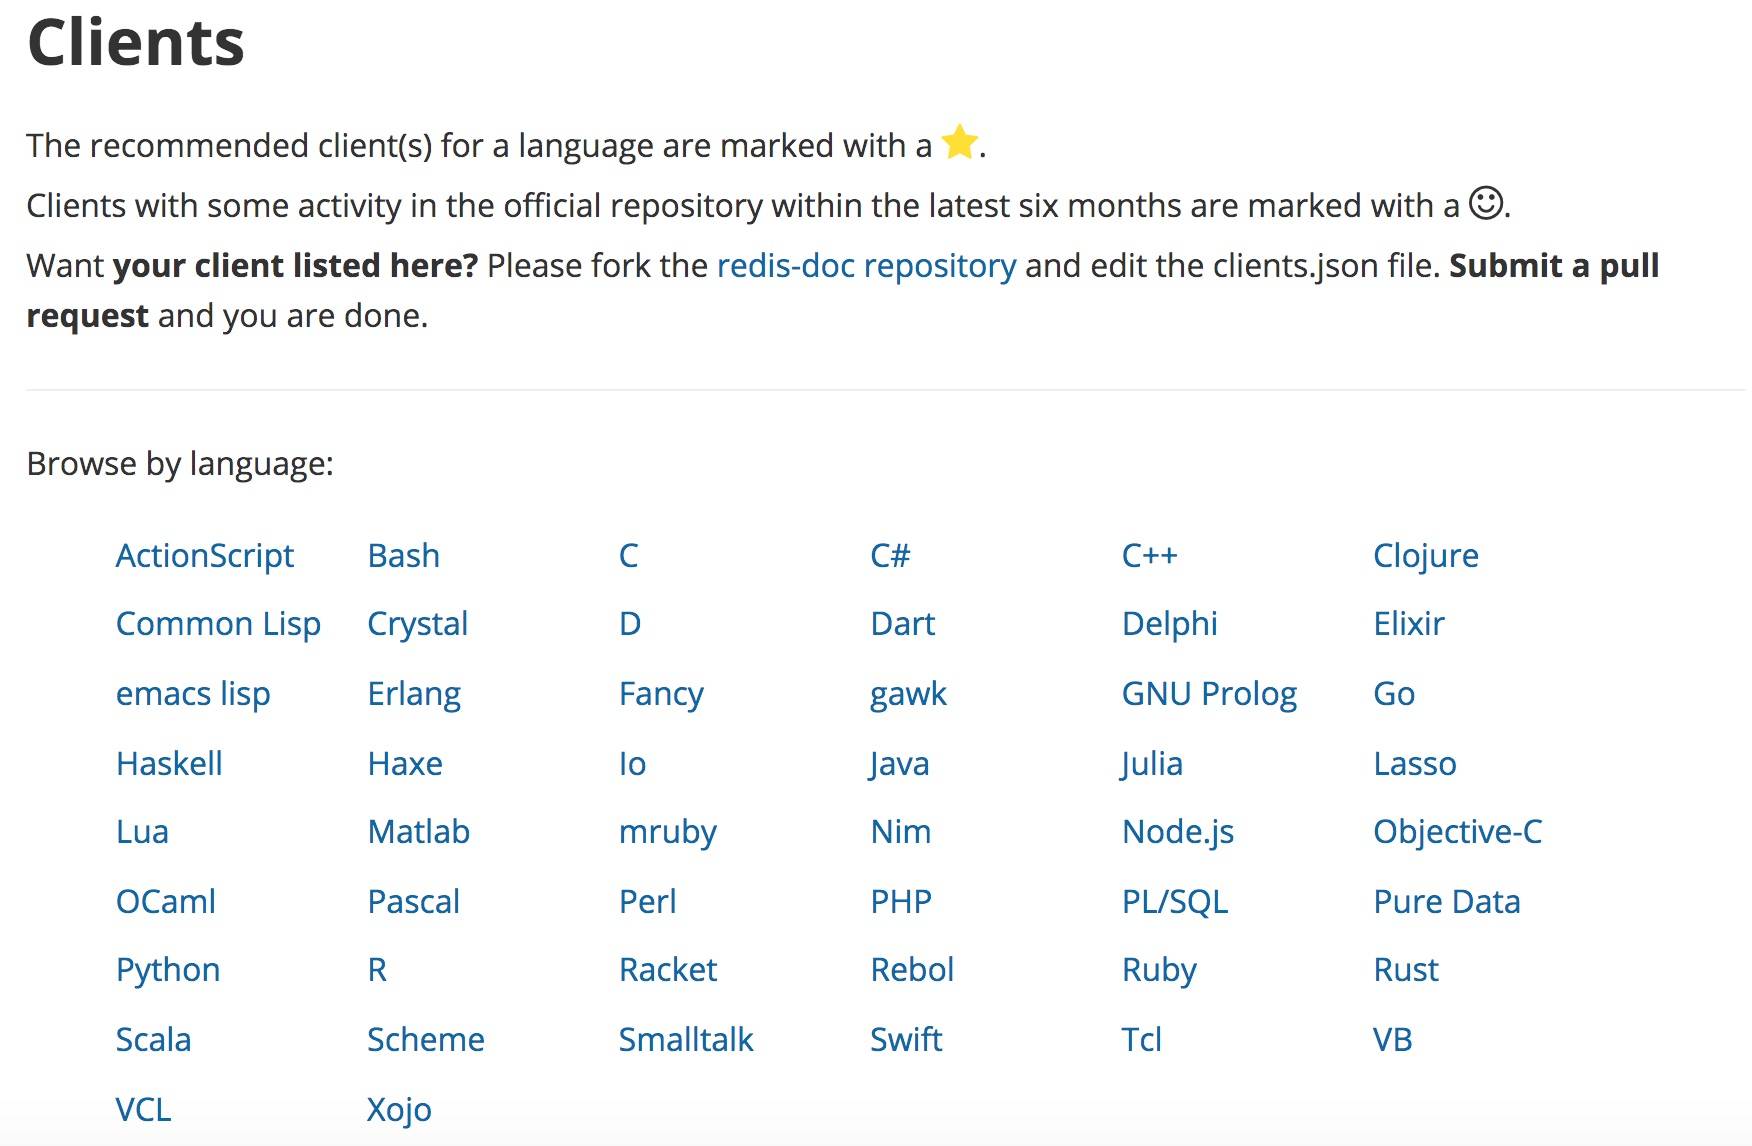 Clients
The recommended client(s) for a language are marked with a ⭐.
Clients with some activity in the official repository within the latest six months are marked with a ☺.
Want your client listed here? Please fork the redis-doc repository and edit the clients.json file. Submit a pull
request and you are done.
Browse by language:
ActionScript Bash C C# C++ Clojure
Common Lisp Crystal D Dart Delphi Elixir
emacs lisp Erlang Fancy gawk GNU Prolog Go
Haskell Haxe Io Java Julia Lasso
Lua Matlab mruby Nim Node.js Objective-C
OCaml Pascal Perl PHP PL/SQL Pure Data
Python R Racket Rebol Ruby Rust
Scala Scheme Smalltalk Swift Tcl VB
VCL Xojo